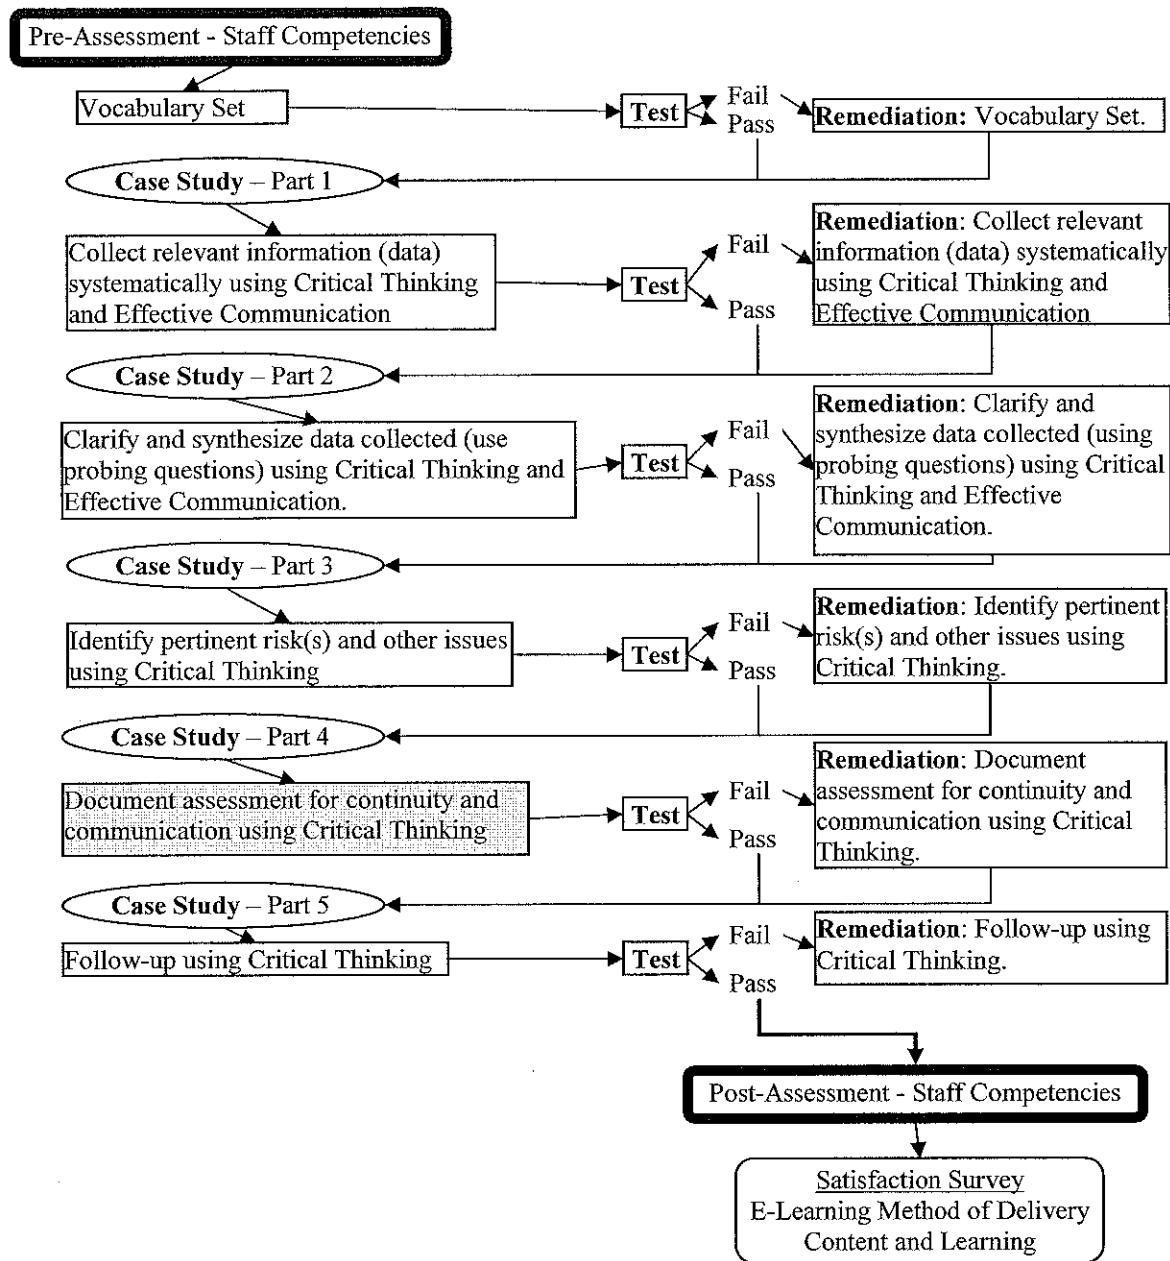 Pre-Assessment - Staff Competencies
Vocabulary Set
Test
Fail
Pass
Remediation: Vocabulary Set.
Case Study – Part 1
Collect relevant information (data)
systematically using Critical Thinking
and Effective Communication
Test
Fail
Pass
Remediation: Collect relevant
information (data) systematically
using Critical Thinking and
Effective Communication
Case Study – Part 2
Clarify and synthesize data collected (use
probing questions) using Critical Thinking and
Effective Communication.
Test
Fail
Pass
Remediation: Clarify and
synthesize data collected (using
probing questions) using Critical
Thinking and Effective
Communication.
Case Study – Part 3
Identify pertinent risk(s) and other issues
using Critical Thinking
Test
Fail
Pass
Remediation: Identify pertinent
risk(s) and other issues using
Critical Thinking.
Case Study – Part 4
Document assessment for continuity and
communication using Critical Thinking
Test
Fail
Pass
Remediation: Document
assessment for continuity and
communication using Critical
Thinking.
Case Study – Part 5
Follow-up using Critical Thinking
Test
Fail
Pass
Remediation: Follow-up using
Critical Thinking.
Post-Assessment - Staff Competencies
Satisfaction Survey
E-Learning Method of Delivery
Content and Learning